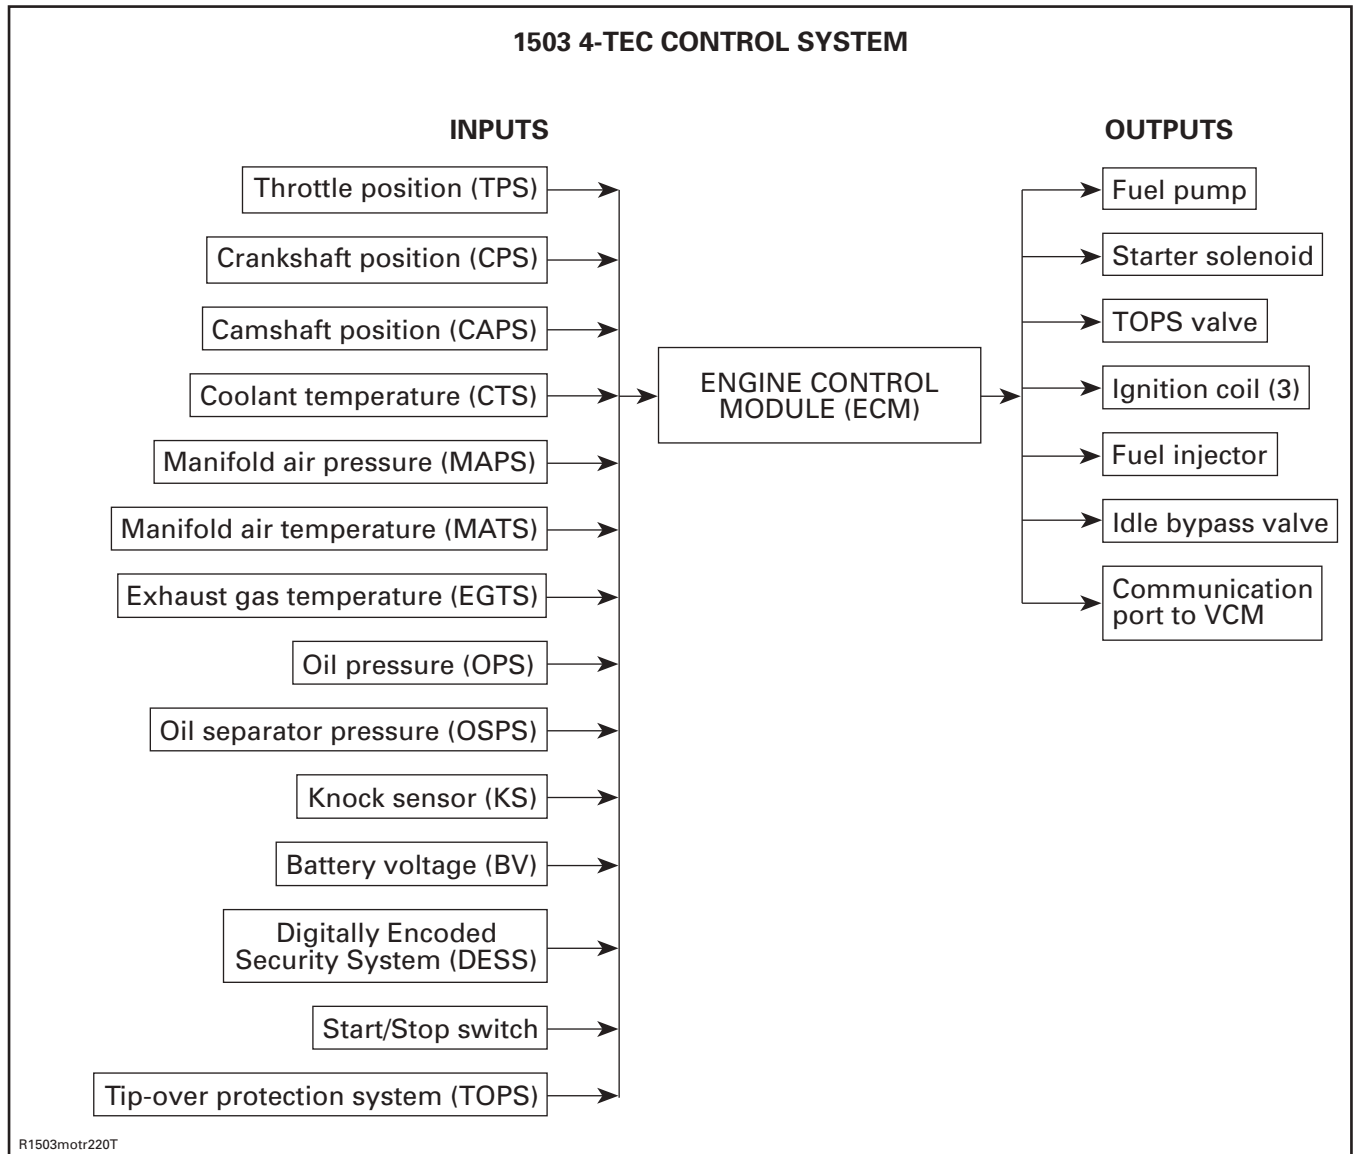 1503 4-TEC CONTROL SYSTEM
INPUTS
Throttle position (TPS)
Crankshaft position (CPS)
Camshaft position (CAPS)
Coolant temperature (CTS)
Manifold air pressure (MAPS)
Manifold air temperature (MATS)
Exhaust gas temperature (EGTS)
Oil pressure (OPS)
Oil separator pressure (OSPS)
Knock sensor (KS)
Battery voltage (BV)
Digitally Encoded
Security System (DESS)
Start/Stop switch
Tip-over protection system (TOPS)
ENGINE CONTROL
MODULE (ECM)
OUTPUTS
Fuel pump
Starter solenoid
TOPS valve
Ignition coil (3)
Fuel injector
Idle bypass valve
Communication
port to VCM
R1503motr220T